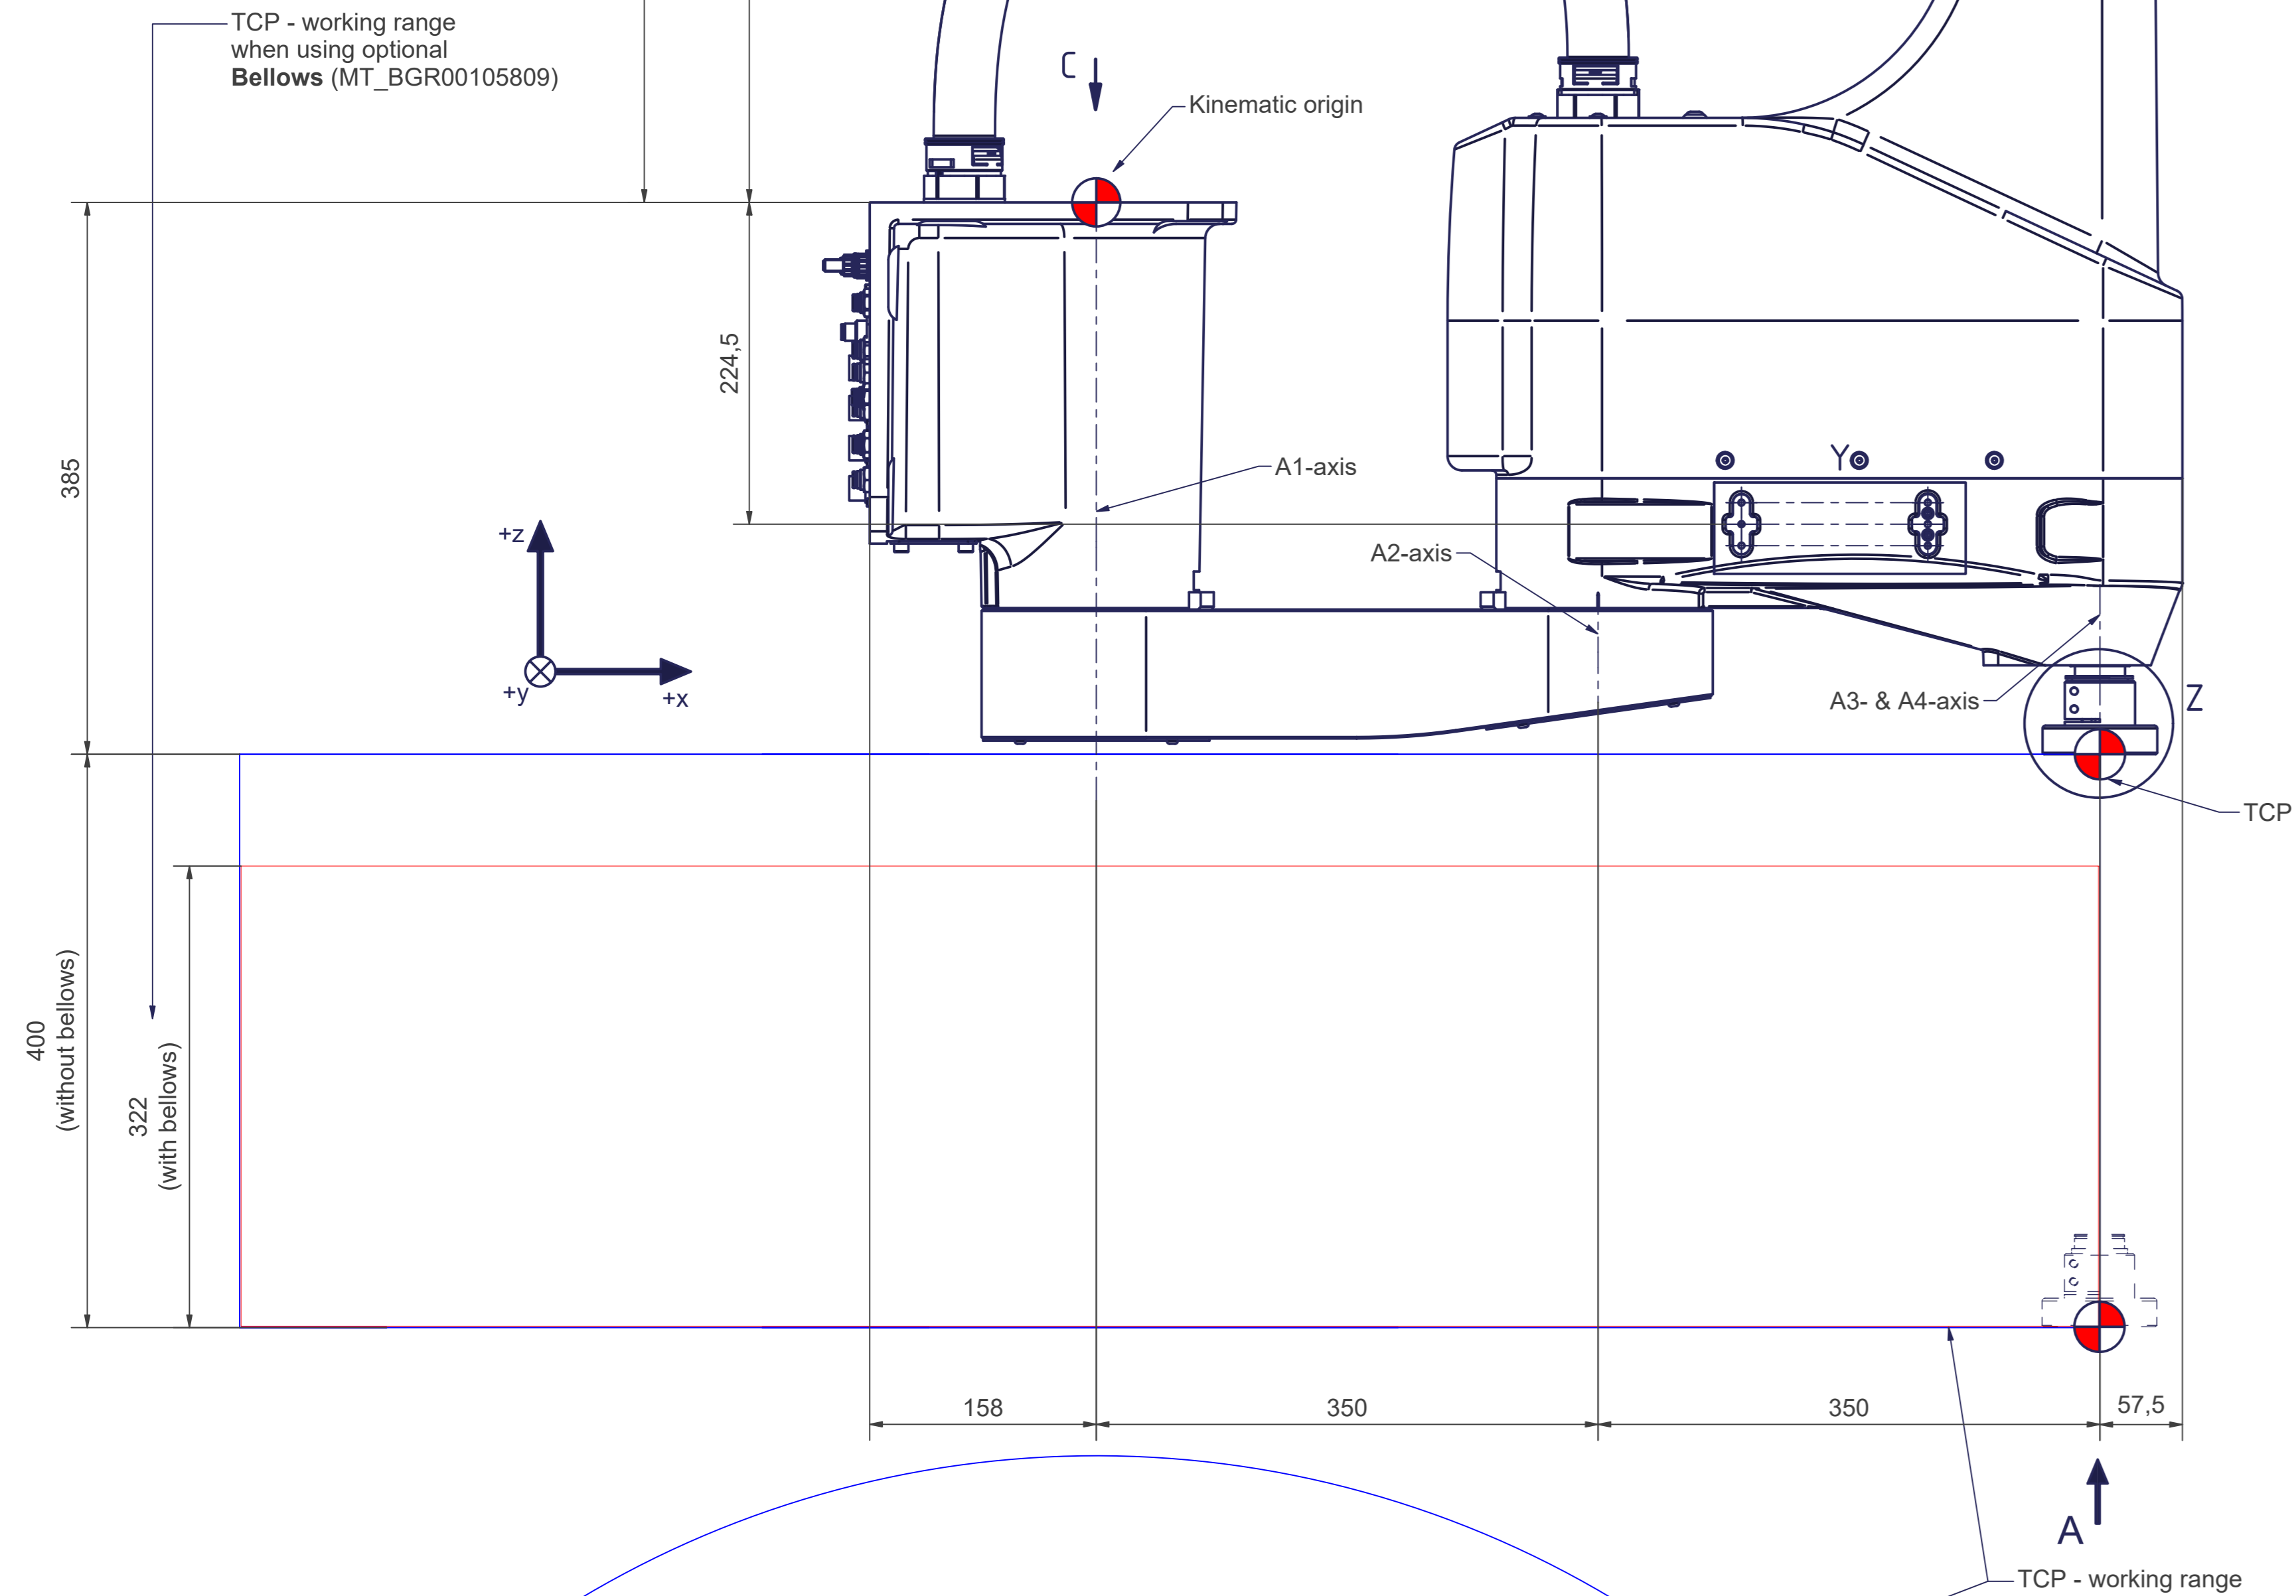 TCP - working range
when using optional
Bellows (MT_BGR00105809)
C
Kinematic origin
224,5
385
A1-axis
Y
+z
A2-axis
+y
+x
A3- & A4-axis
Z
TCP
400
(without bellows)
322
(with bellows)
158
350
350
57,5
A
TCP - working range